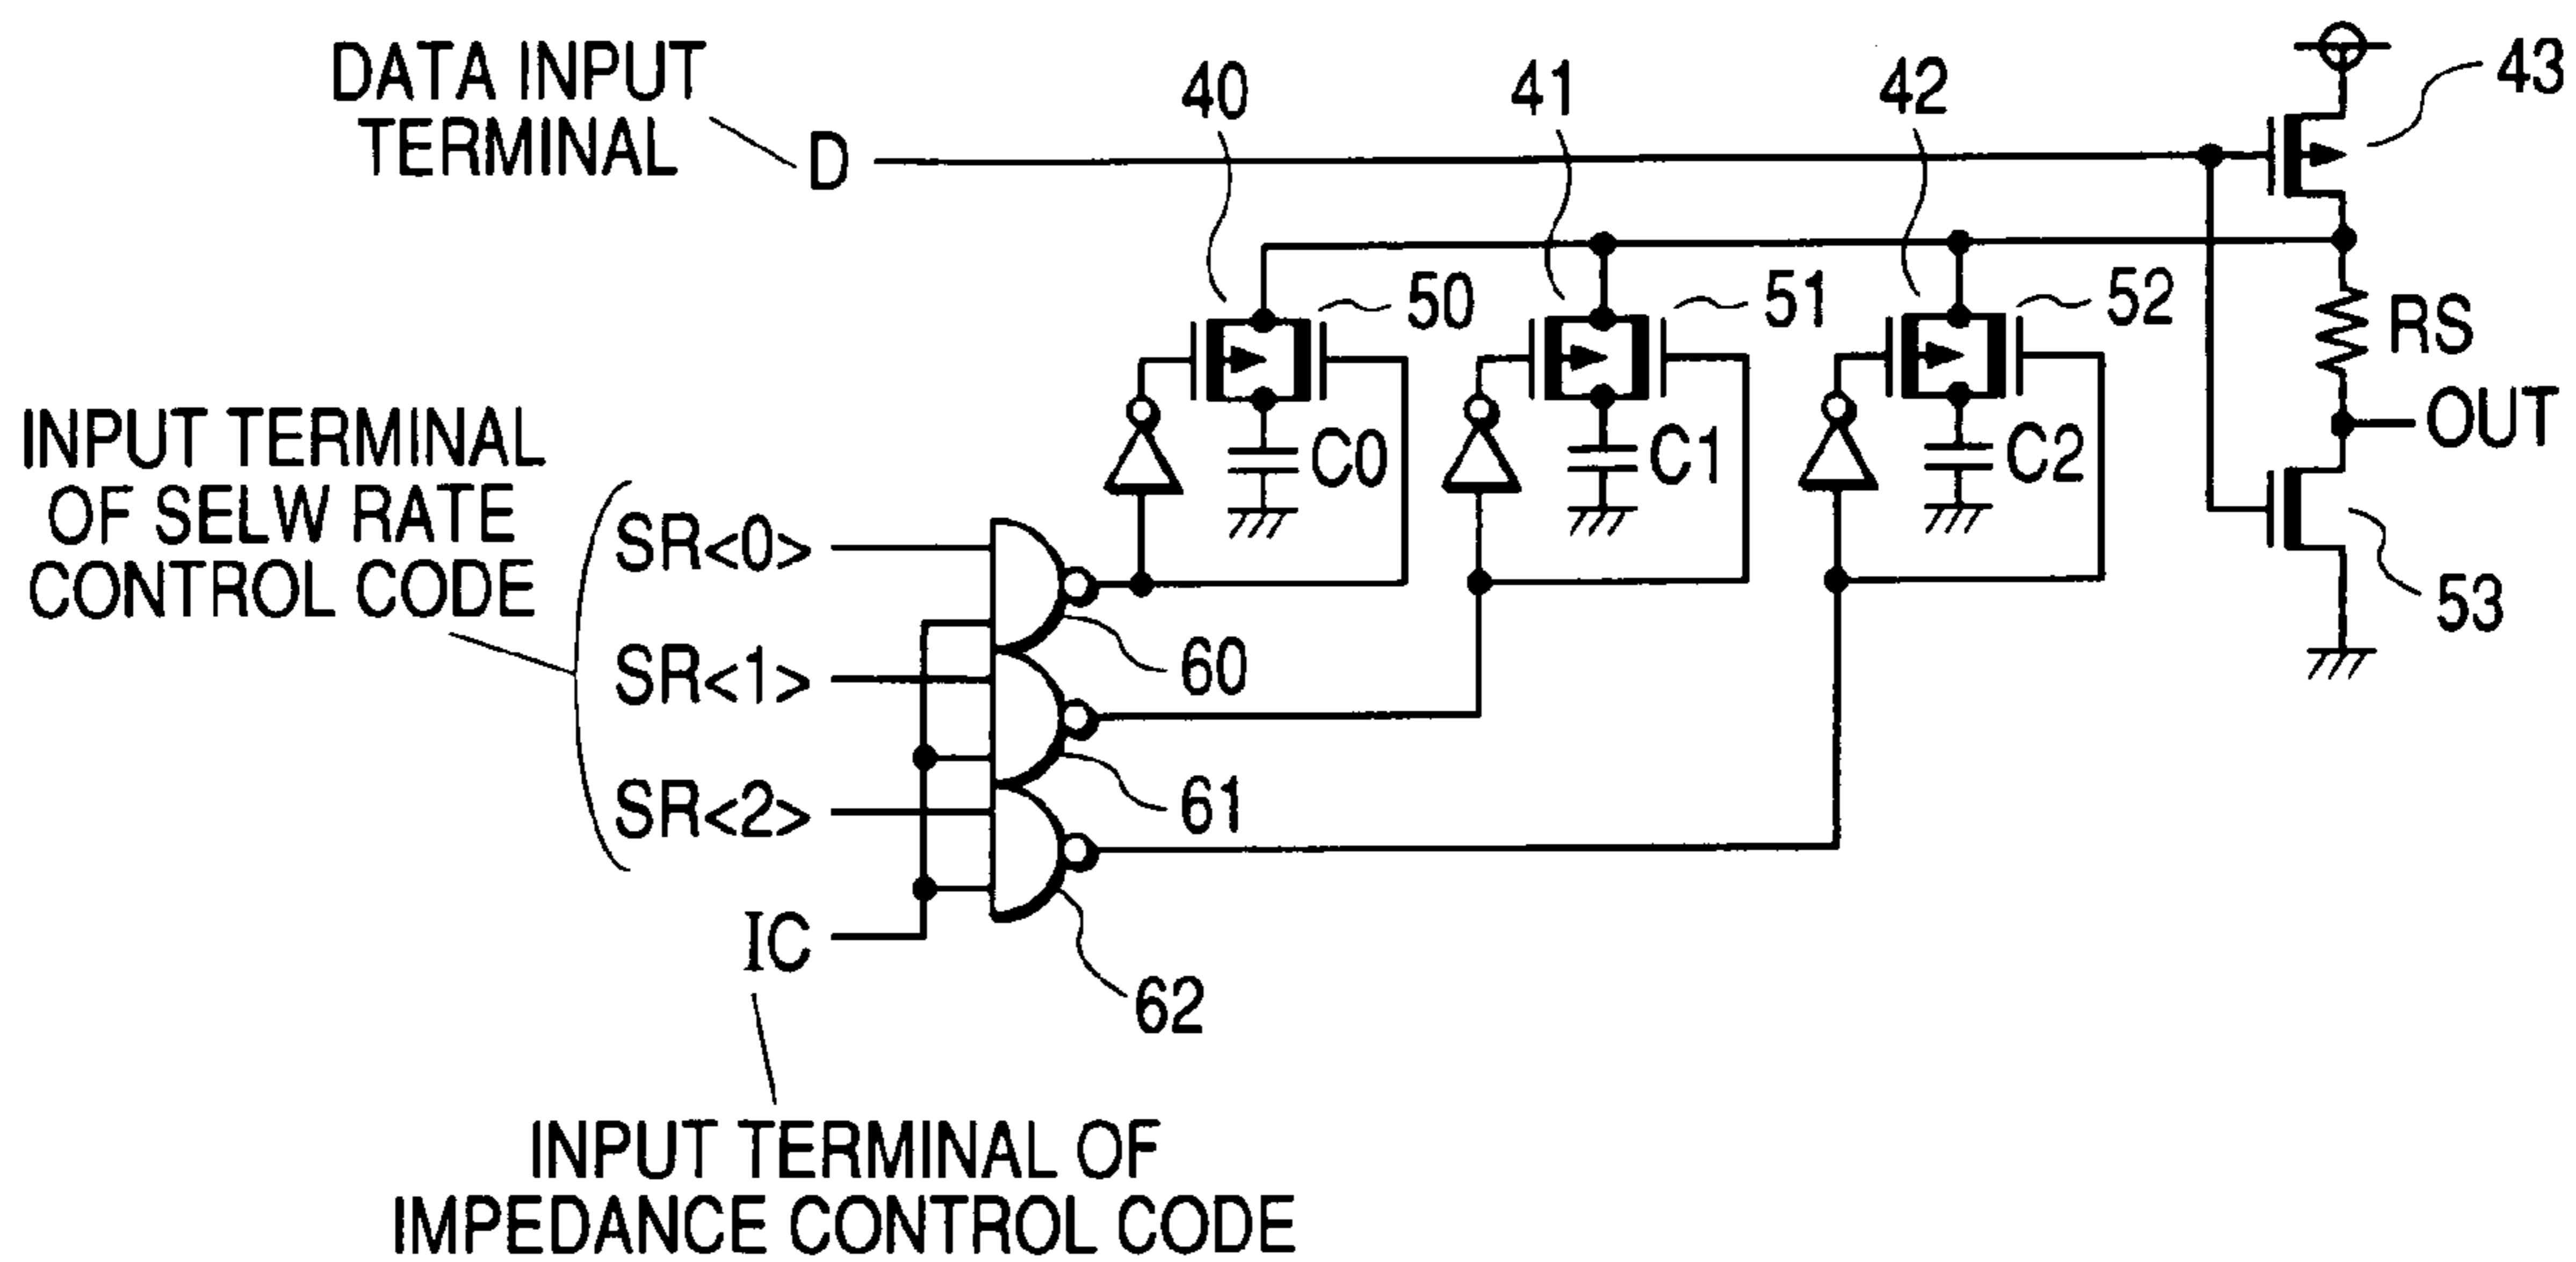 DATA INPUT
TERMINAL
D
40
41
42
43
50
51
52
RS
OUT
C0
C1
C2
53
INPUT TERMINAL
OF SELW RATE
CONTROL CODE
SR<0>
SR<1>
SR<2>
IC
60
61
62
INPUT TERMINAL OF
IMPEDANCE CONTROL CODE